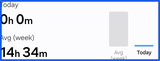 Today
0h 0m
Avg (week)
14h 34m
Avg
(week)
Today